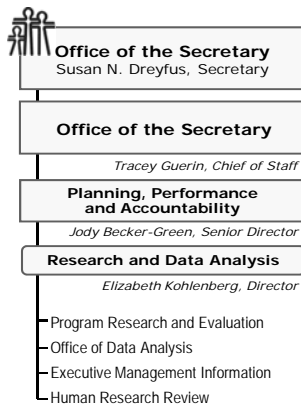 Office of the Secretary
Susan N. Dreyfus, Secretary
Office of the Secretary
Tracey Guerin, Chief of Staff
Planning, Performance
and Accountability
Jody Becker-Green, Senior Director
Research and Data Analysis
Elizabeth Kohlenberg, Director
Program Research and Evaluation
Office of Data Analysis
Executive Management Information
Human Research Review